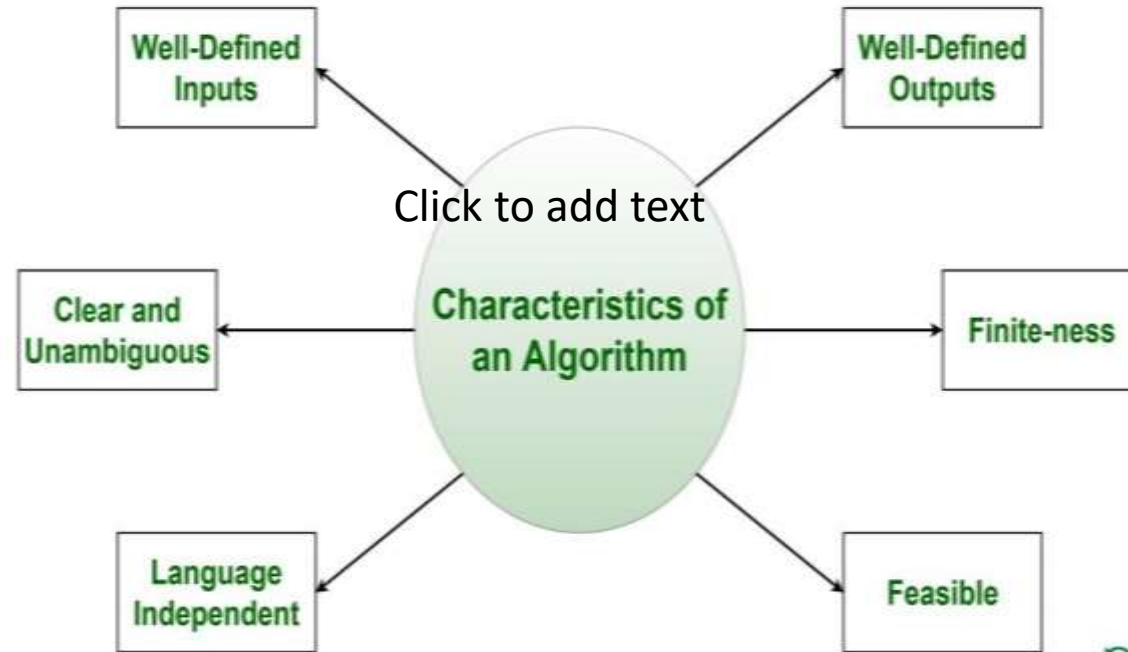 Well-Defined
Inputs
Well-Defined
Outputs
Click to add text
Characteristics of
an Algorithm
Clear and
Unambiguous
Finite-ness
Language
Independent
Feasible